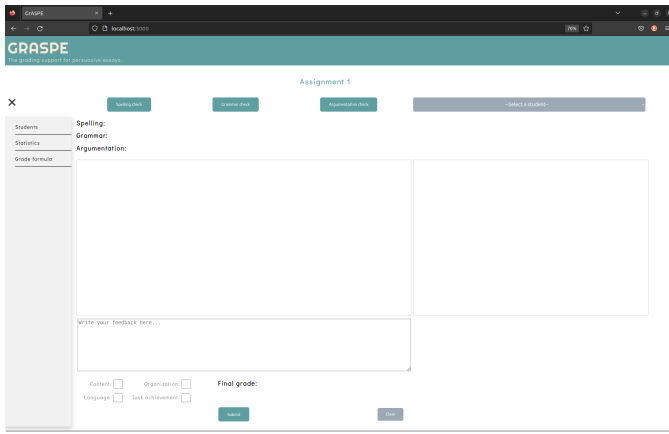 GrASPE
localhost:5000
70%
GRASPE
The grading support for persuasive essays.
Assignment 1
Spelling check
Grammar check
Argumentation check
--Select a student--
Students
Statistics
Grade formula
Spelling:
Grammar:
Argumentation:
Write your feedback here...
Content:
Organization:
Final grade:
Language:
Task achievement:
Submit